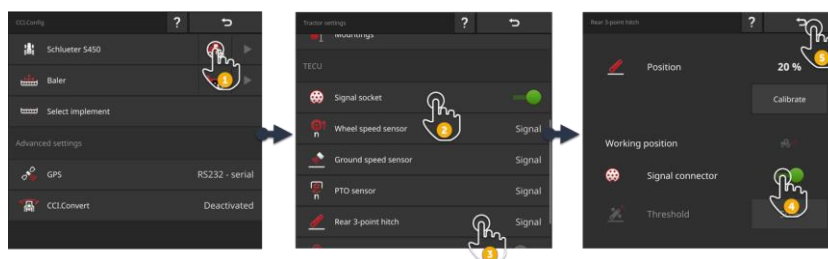 CCI.Config
?
Schlueter S450
1
Baler
Select implement
Advanced settings
GPS
RS232 - serial
CCI.Convert
Deactivated
Tractor settings
?
Mountings
TECU
Signal socket
2
Wheel speed sensor
Signal
n
Ground speed sensor
Signal
PTO sensor
Signal
n
Rear 3-point hitch
Signal
3
Rear 3-point hitch
?
5
Position
20 %
Calibrate
Working position
Signal connector
4
Threshold